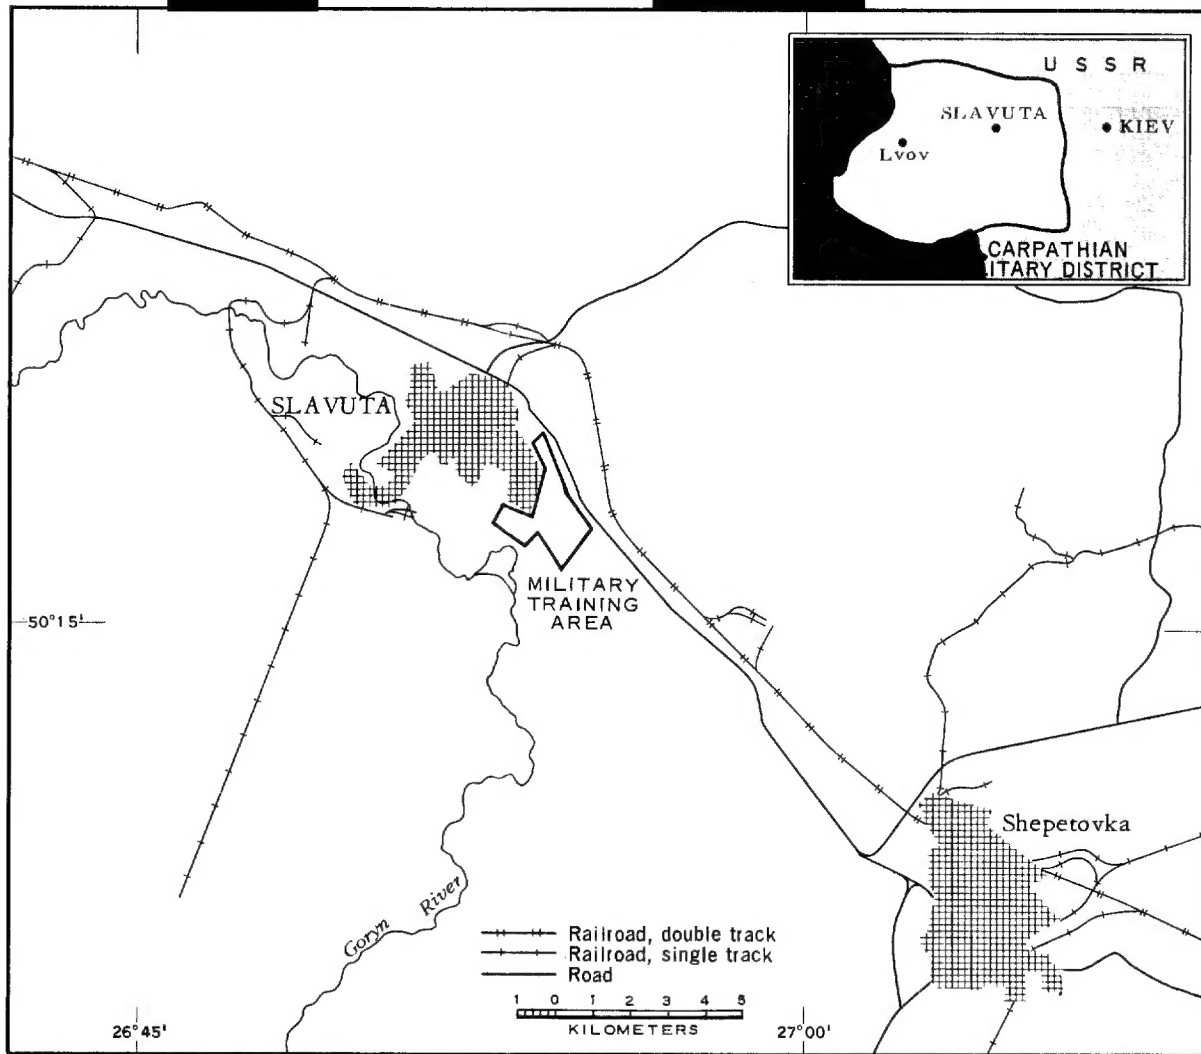 U S S R
SLAVUTA
KIEV
Lvov
CARPATHIAN
ITARY DISTRICT
SLAVUTA
MILITARY
TRAINING
AREA
50°15'
Shepetovka
Goryn River
Railroad, double track
Railroad, single track
Road
1 0 1 2 3 4 5
KILOMETERS
26°45'
27°00'